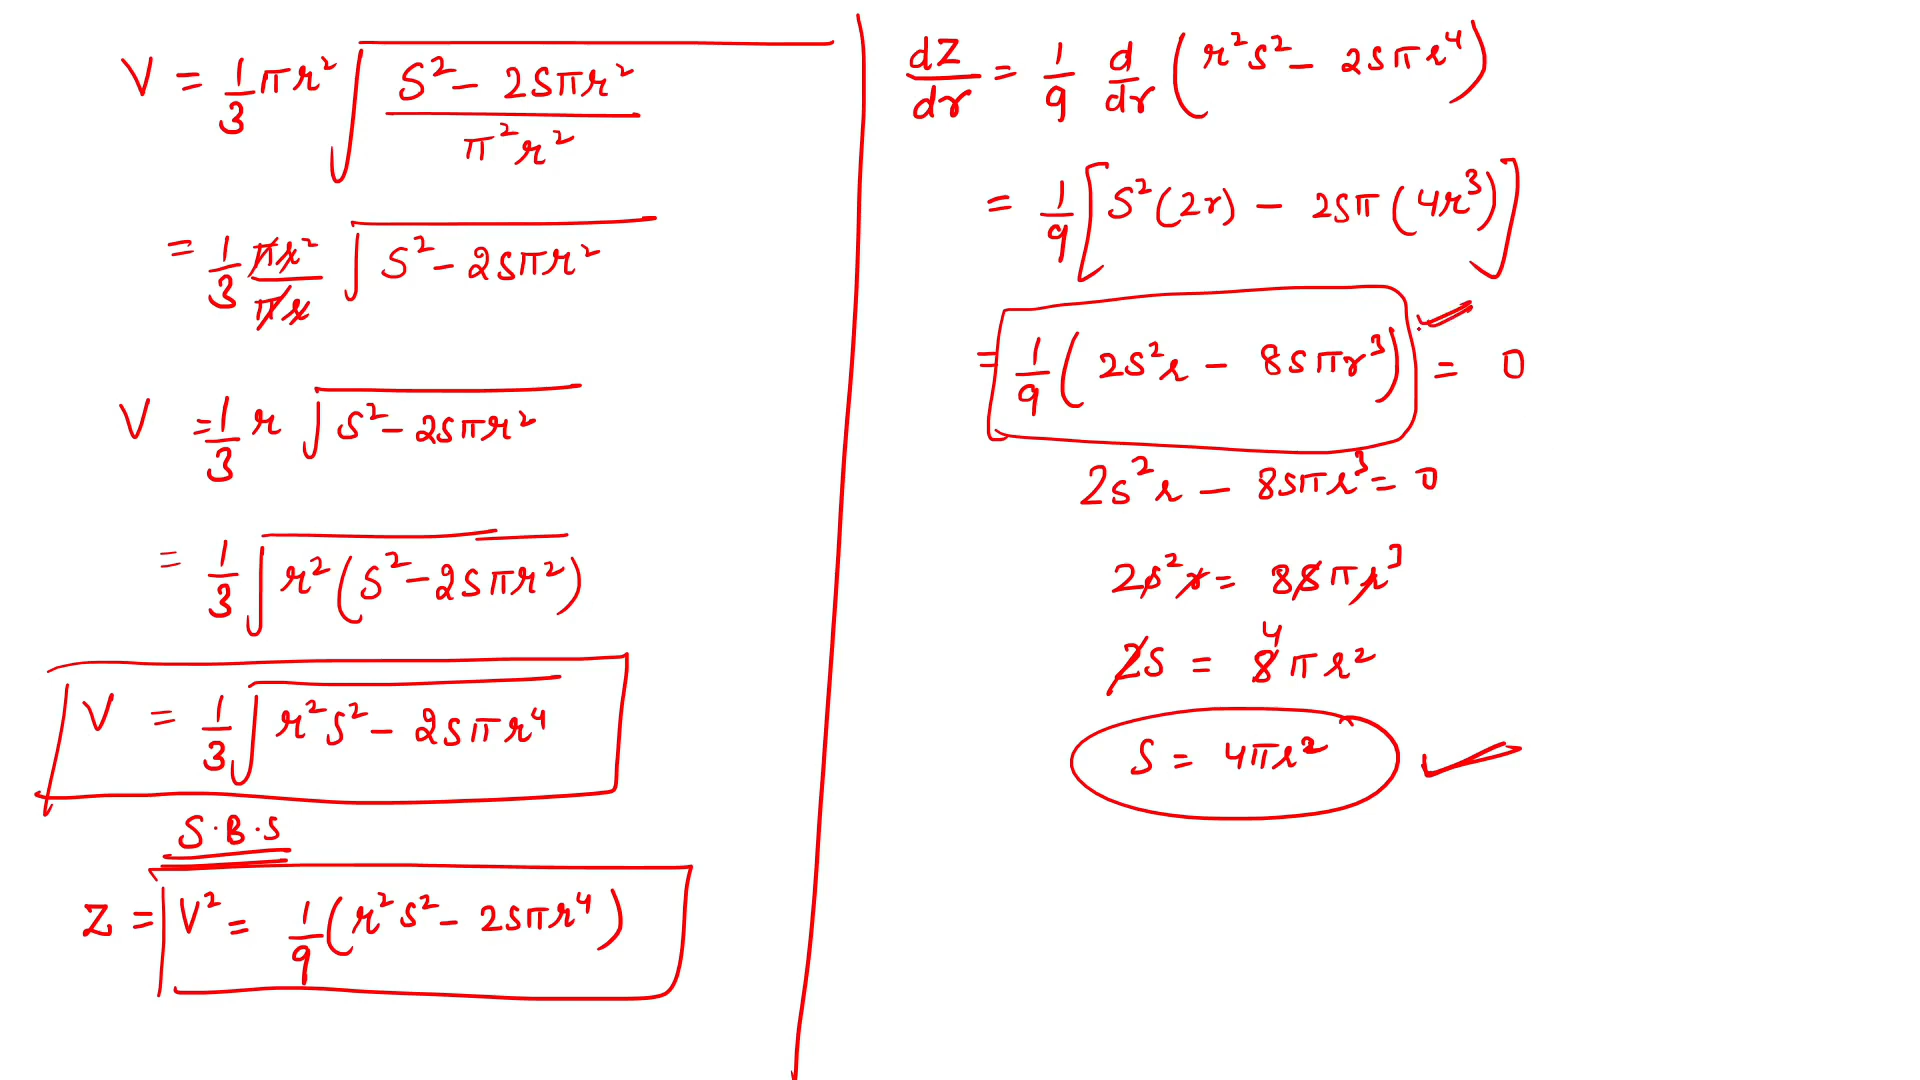 V = 1/3 πr² √((S² − 2Sπr²)/(π²r²))
= 1/3 πr²/πr √(S² − 2Sπr²)
V = 1/3 r √(S² − 2Sπr²)
= 1/3 √(r²(S² − 2Sπr²))
V = 1/3 √(r²S² − 2Sπr⁴)
S.B.S
Z = V² = 1/9 (r²S² − 2Sπr⁴)
dZ/dr = 1/9 d/dr (r²S² − 2Sπr⁴)
= 1/9 [S²(2r) − 2Sπ(4r³)]
= 1/9 (2S²r − 8Sπr³) = 0
2S²r − 8Sπr³ = 0
2S²r = 8Sπr³
2S = 8πr² 4
S = 4πr²